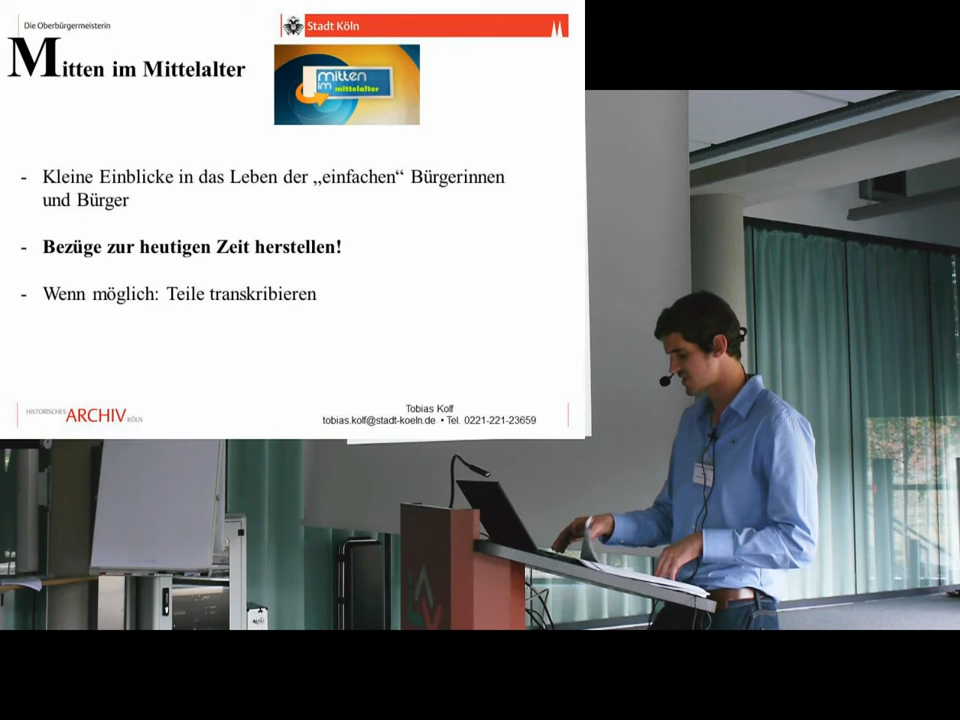 Die Oberbürgermeisterin
Stadt Köln
Mitten im Mittelalter
mitten
im mittelalter
- Kleine Einblicke in das Leben der „einfachen“ Bürgerinnen
und Bürger
- Bezüge zur heutigen Zeit herstellen!
- Wenn möglich: Teile transkribieren
HISTORISCHES ARCHIV KÖLN
Tobias Kolf
tobias.kolf@stadt-koeln.de • Tel. 0221-221-23659